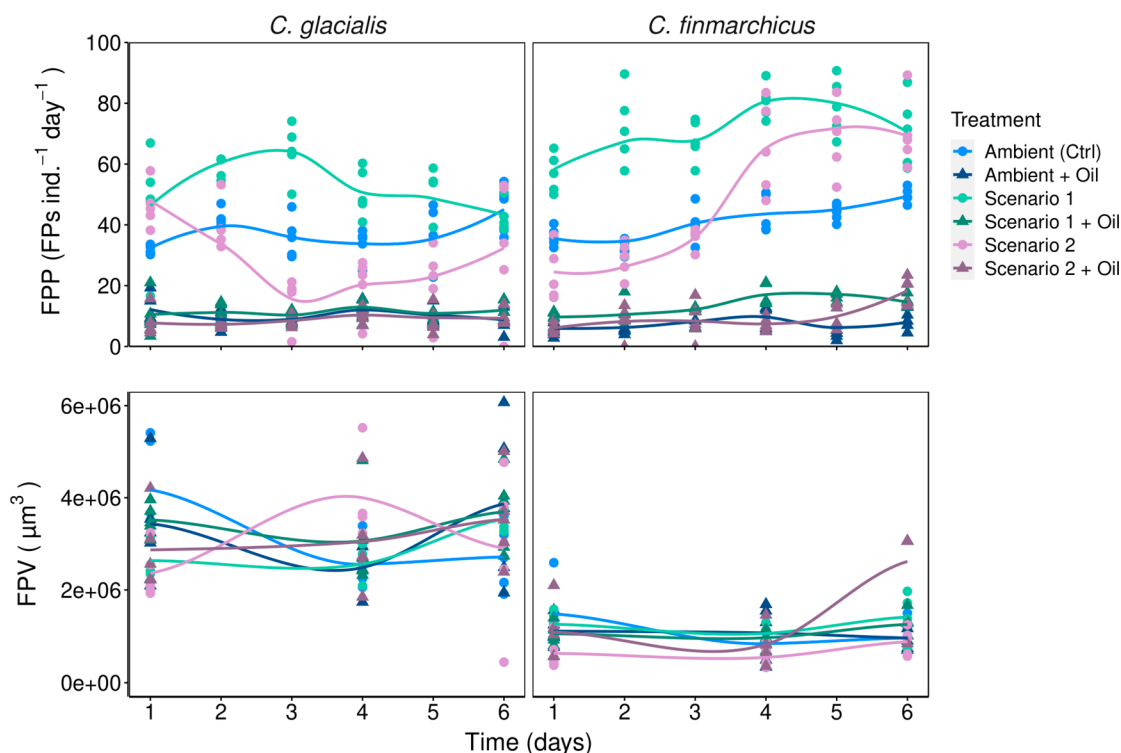 C. glacialis
C. finmarchicus
FPP (FPs ind.⁻¹ day⁻¹)
100
80
60
40
20
0
Treatment
Ambient (Ctrl)
Ambient + Oil
Scenario 1
Scenario 1 + Oil
Scenario 2
Scenario 2 + Oil
FPV ( µm³ )
6e+06
4e+06
2e+06
0e+00
1 2 3 4 5 6 1 2 3 4 5 6
Time (days)